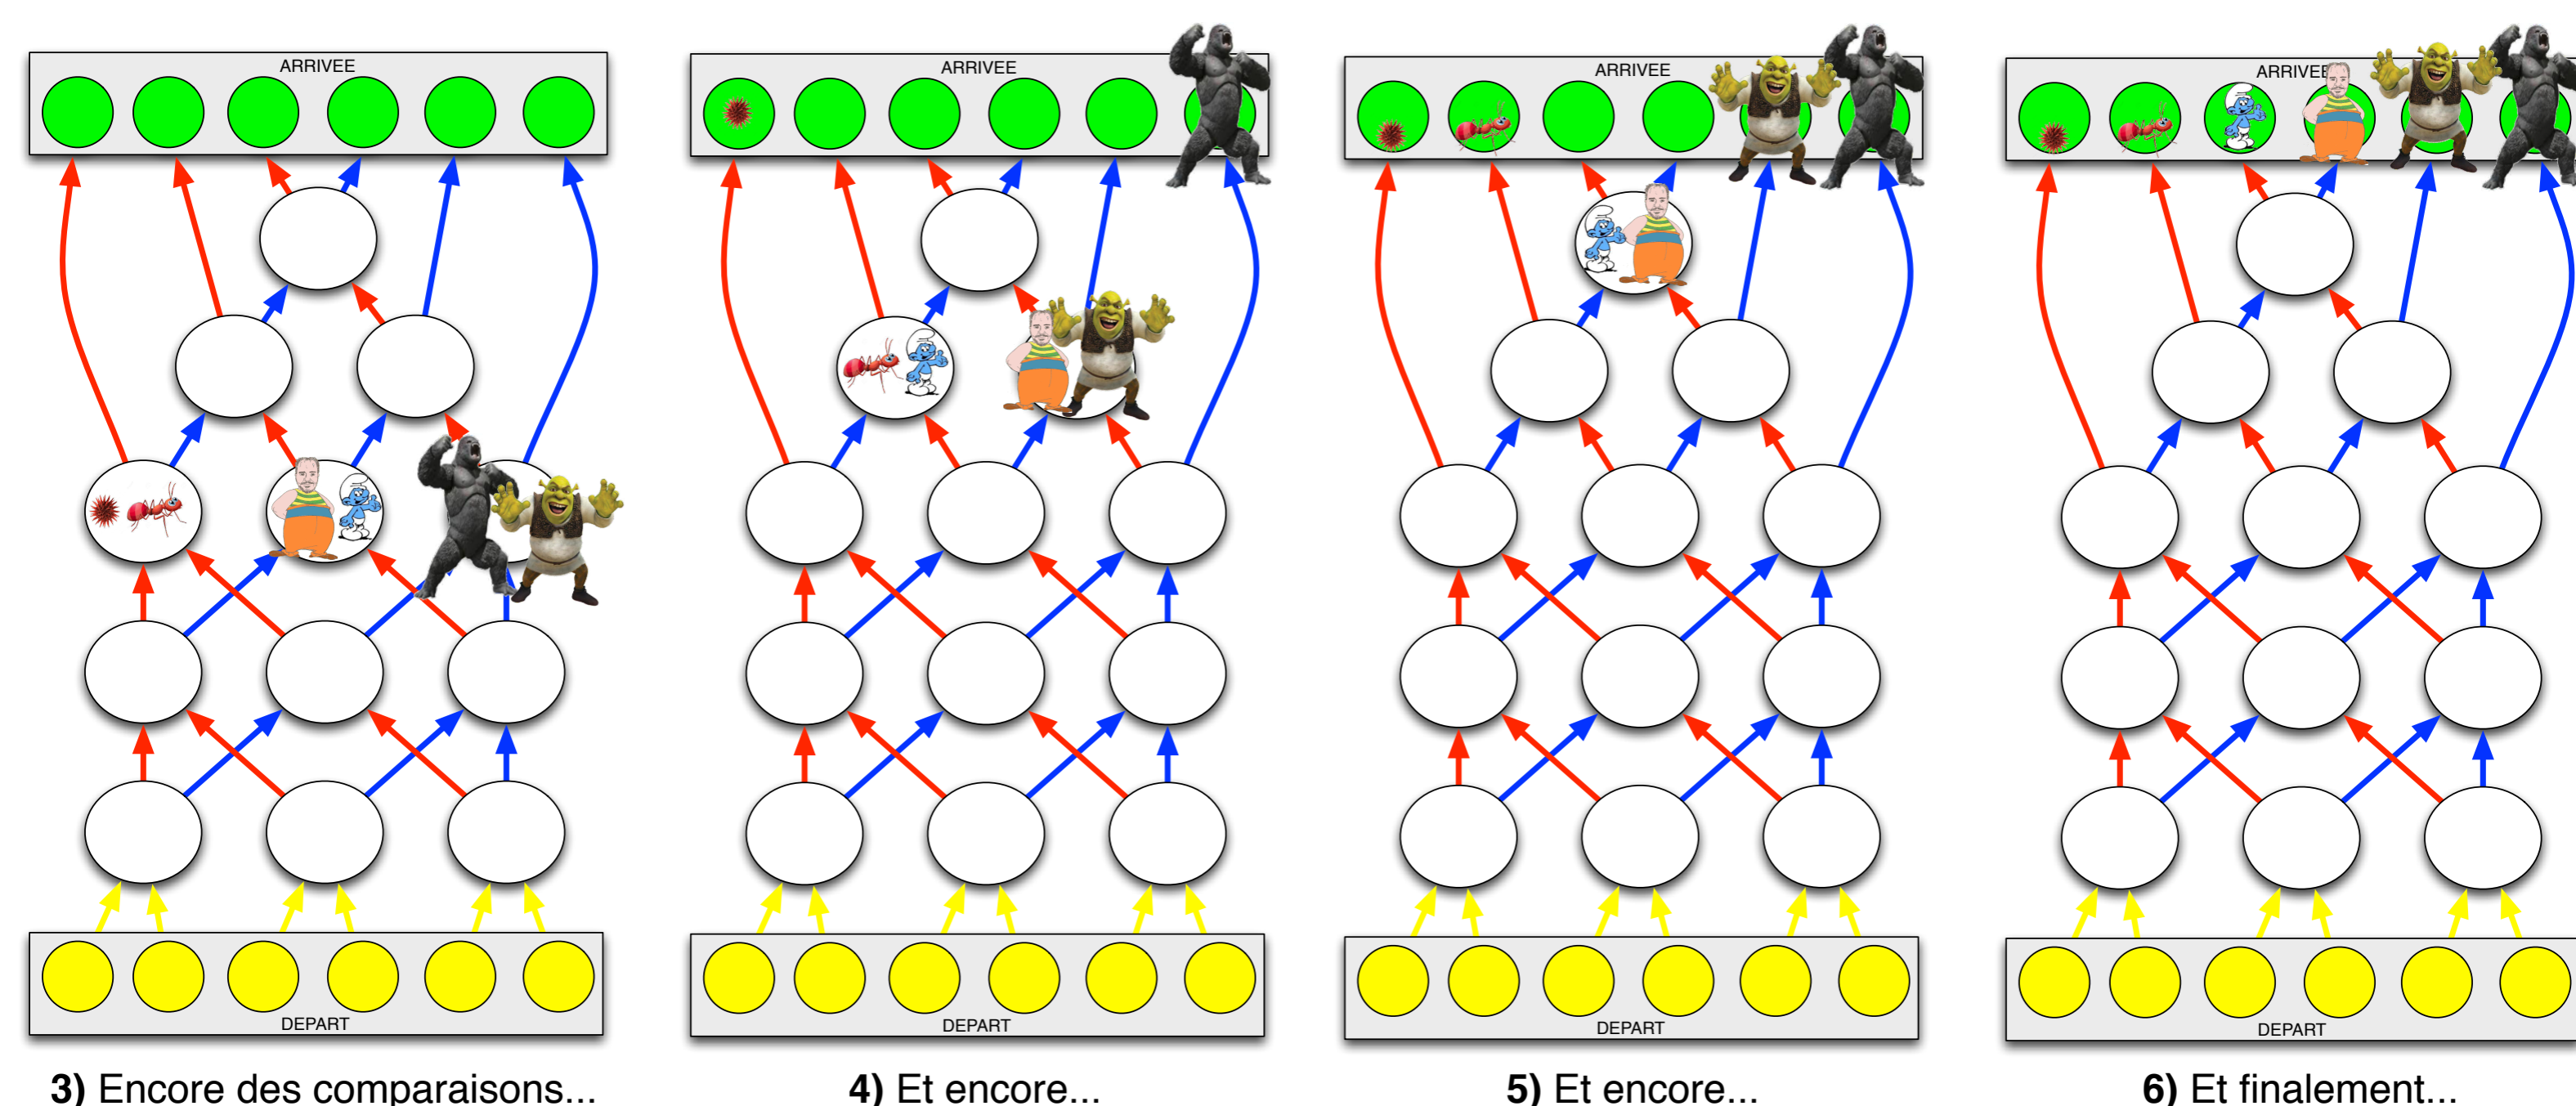 ARRIVEE
ARRIVEE
ARRIVEE
ARRIVEE
DEPART
DEPART
DEPART
DEPART
3) Encore des comparaisons...
4) Et encore...
5) Et encore...
6) Et finalement...